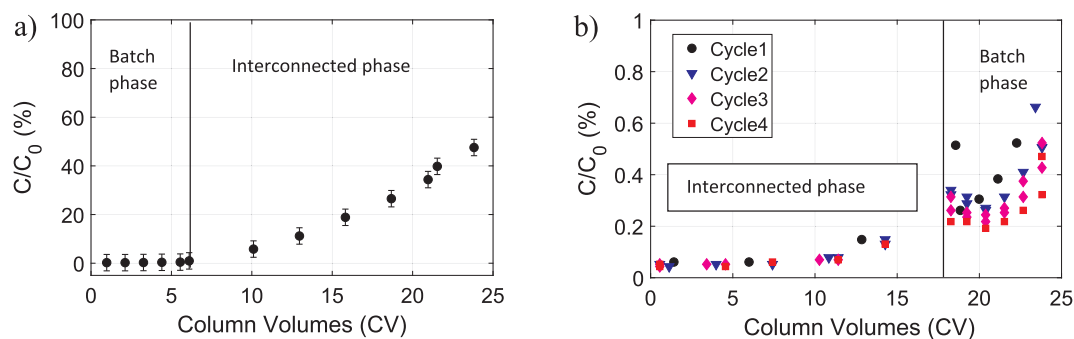 a)
100
80
60
40
20
0
C/C0 (%)
Batch
phase
Interconnected phase
0 5 10 15 20 25
Column Volumes (CV)
b)
1
0.8
0.6
0.4
0.2
0
C/C0 (%)
Cycle1
Cycle2
Cycle3
Cycle4
Batch
phase
Interconnected phase
0 5 10 15 20 25
Column Volumes (CV)